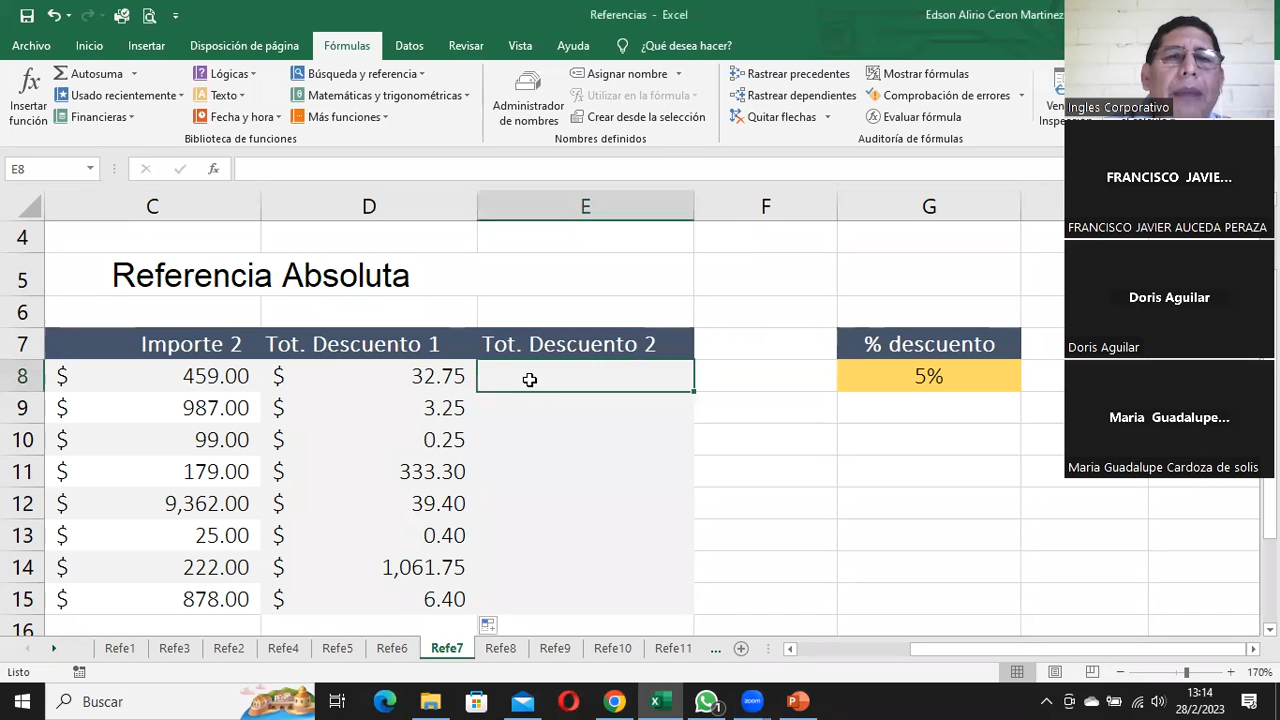 Referencias - Excel
Edson Alirio Ceron Martinez
Archivo Inicio Insertar Disposición de página Fórmulas Datos Revisar Vista Ayuda ¿Qué desea hacer?
fx
Insertar función
Autosuma
Usado recientemente
Financieras
Lógicas
Texto
Fecha y hora
Búsqueda y referencia
Matemáticas y trigonométricas
Más funciones
Biblioteca de funciones
Administrador de nombres
Asignar nombre
Utilizar en la fórmula
Crear desde la selección
Nombres definidos
Rastrear precedentes
Rastrear dependientes
Quitar flechas
Mostrar fórmulas
Comprobación de errores
Evaluar fórmula
Auditoría de fórmulas
E8 fx
C D E F G
4
5 Referencia Absoluta
6
7 Importe 2 Tot. Descuento 1 Tot. Descuento 2 % descuento
8 $ 459.00 $ 32.75 5%
9 $ 987.00 $ 3.25
10 $ 99.00 $ 0.25
11 $ 179.00 $ 333.30
12 $ 9,362.00 $ 39.40
13 $ 25.00 $ 0.40
14 $ 222.00 $ 1,061.75
15 $ 878.00 $ 6.40
16
Refe1 Refe3 Refe2 Refe4 Refe5 Refe6 Refe7 Refe8 Refe9 Refe10 Refe11 ...
Listo 170%
Buscar 1 13:14
28/2/2023
Ingles Corporativo
FRANCISCO JAVIE...
FRANCISCO JAVIER AUCEDA PERAZA
Doris Aguilar
Doris Aguilar
Maria Guadalupe...
Maria Guadalupe Cardoza de solis